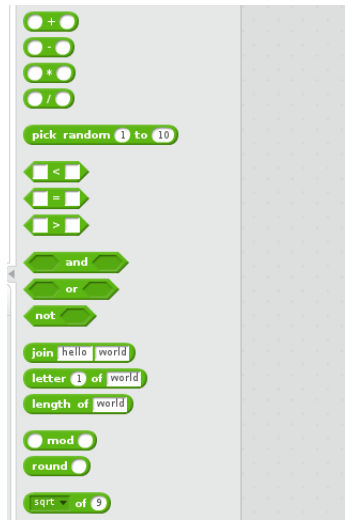 +
-
*
/
pick random 1 to 10
<
=
>
and
or
not
join hello world
letter 1 of world
length of world
mod
round
sqrt of 9